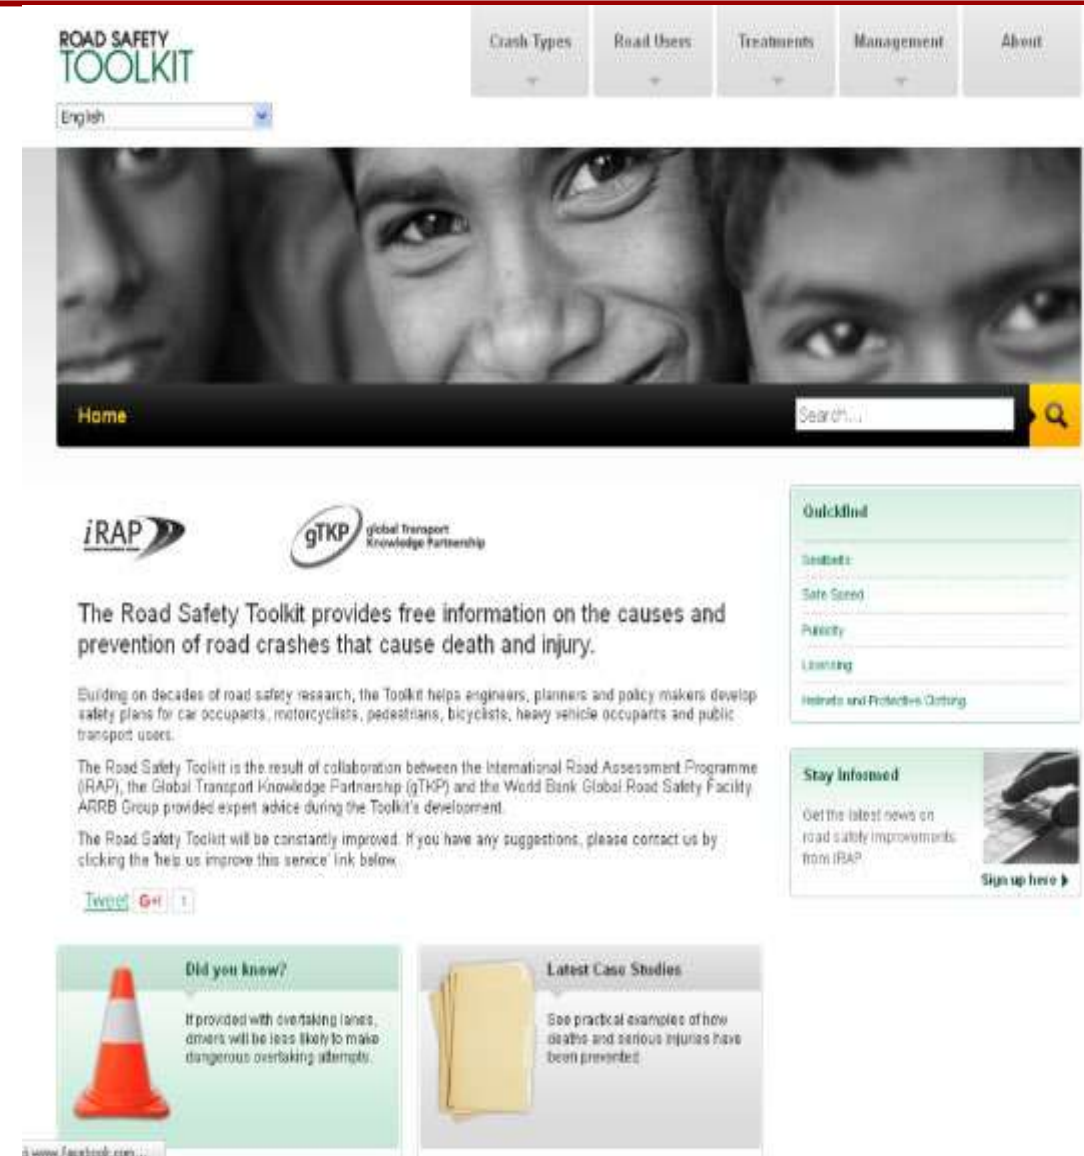 ROAD SAFETY
TOOLKIT
Crash Types
Road Users
Treatments
Management
About
English
Home
Search...
iRAP
gTKP
global Transport
Knowledge Partnership
The Road Safety Toolkit provides free information on the causes and
prevention of road crashes that cause death and injury.
Building on decades of road safety research, the Toolkit helps engineers, planners and policy makers develop
safety plans for car occupants, motorcyclists, pedestrians, bicyclists, heavy vehicle occupants and public
transport users.
The Road Safety Toolkit is the result of collaboration between the International Road Assessment Programme
(iRAP), the Global Transport Knowledge Partnership (gTKP) and the World Bank Global Road Safety Facility.
ARRB Group provided expert advice during the Toolkit's development.
The Road Safety Toolkit will be constantly improved. If you have any suggestions, please contact us by
clicking the 'help us improve this service' link below.
Tweet G+1 1
Quickfind
Seatbelts
Safe Speed
Publicity
Licensing
Helmets and Protective Clothing
Stay Informed
Get the latest news on
road safety improvements
from iRAP
Sign up here
Did you know?
If provided with overtaking lanes,
drivers will be less likely to make
dangerous overtaking attempts.
Latest Case Studies
See practical examples of how
deaths and serious injuries have
been prevented
www.facebook.com...